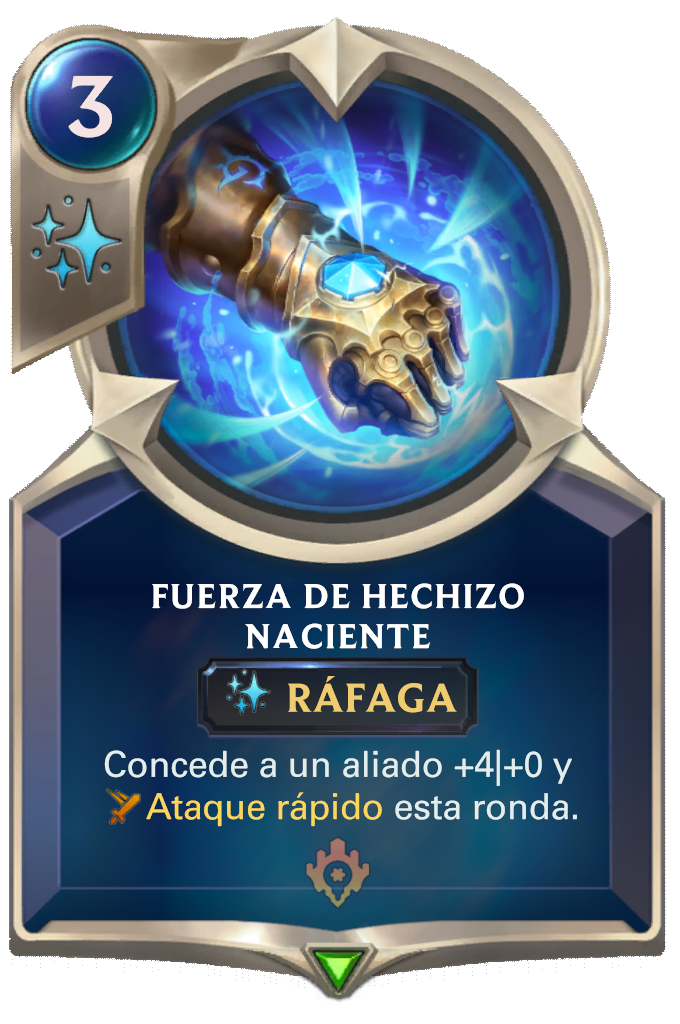 3
FUERZA DE HECHIZO
NACIENTE
RÁFAGA
Concede a un aliado +4|+0 y
Ataque rápido esta ronda.